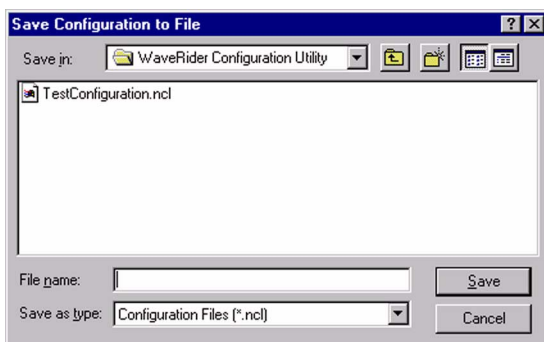 Save Configuration to File
Save in: WaveRider Configuration Utility
TestConfiguration.ncl
File name: Save
Save as type: Configuration Files (*.ncl) Cancel